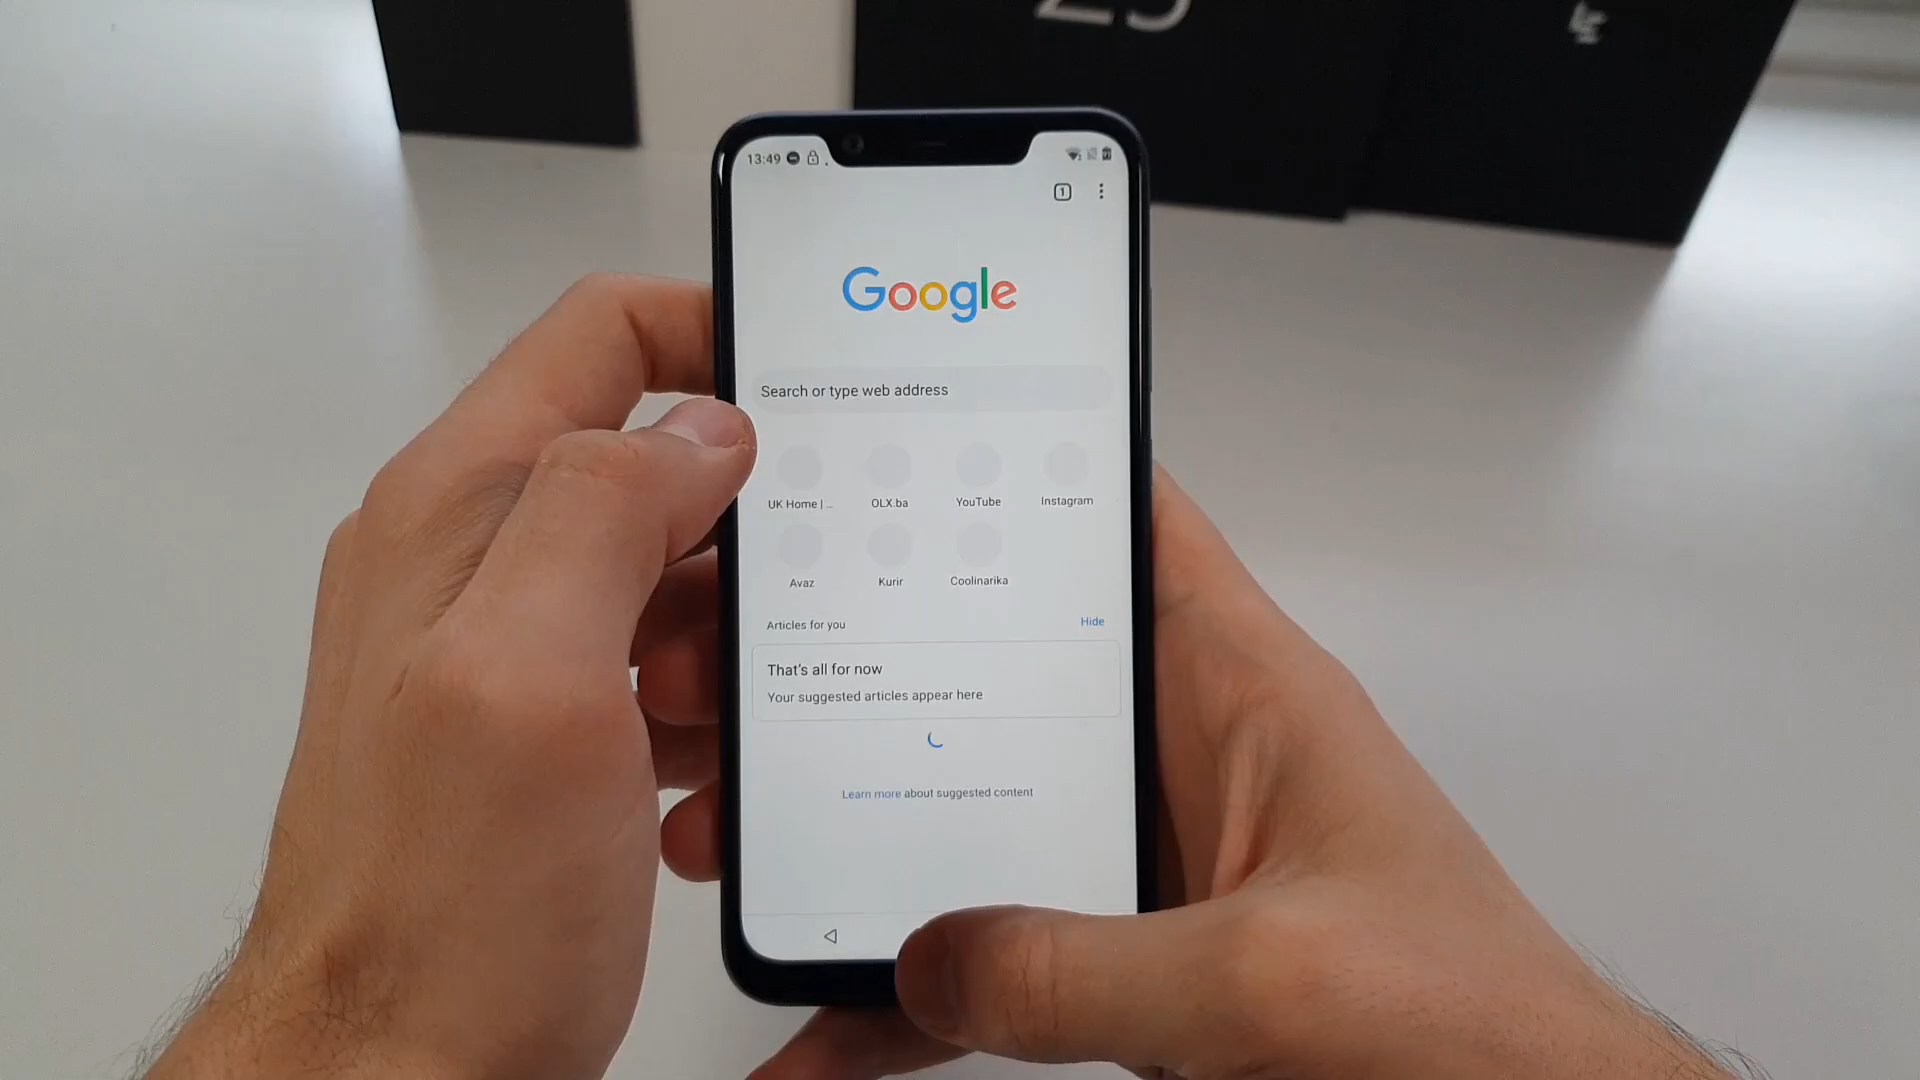 13:49
1
Google
Search or type web address
UK Home | ...
OLX.ba
YouTube
Instagram
Avaz
Kurir
Coolinarika
Articles for you
Hide
That's all for now
Your suggested articles appear here
Learn more about suggested content